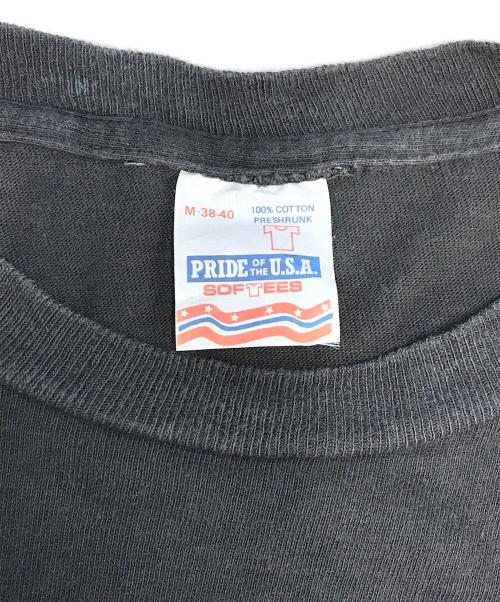 M-38-40
100% COTTON
PRESHRUNK
PRIDE OF THE U.S.A.
SOFTEES